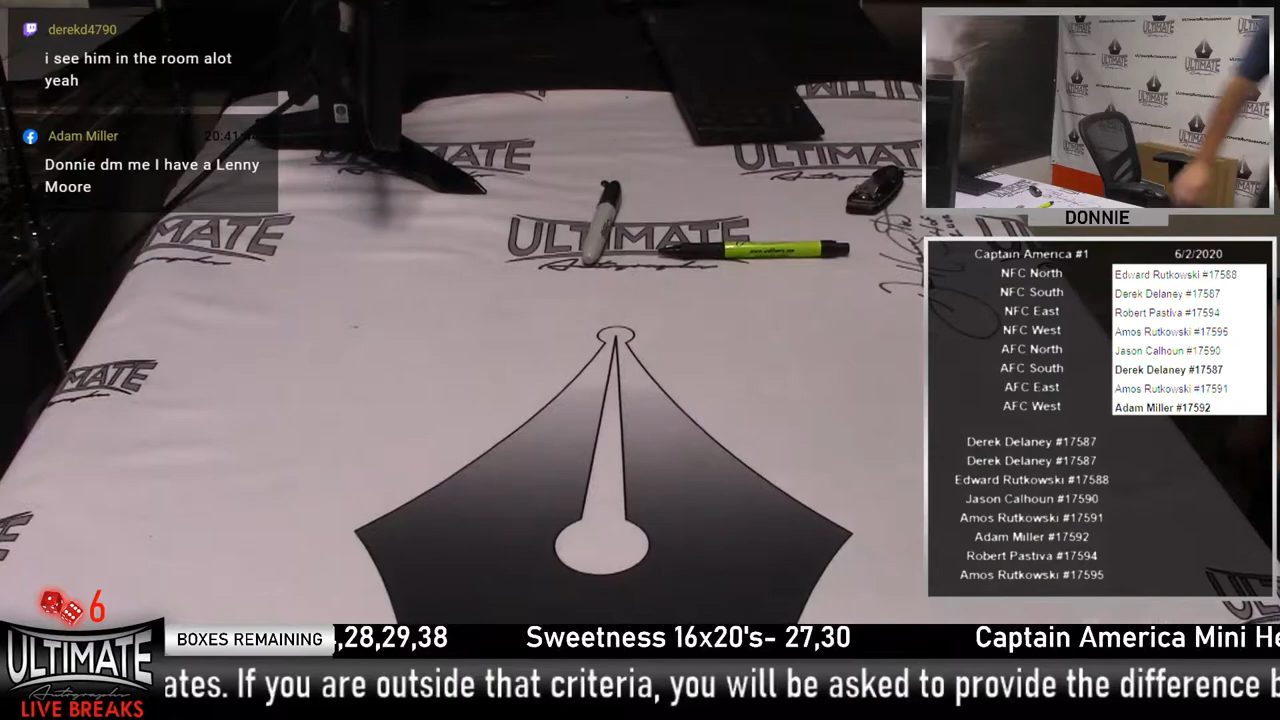 derekd4790
i see him in the room alot
yeah
Adam Miller
Donnie dm me I have a Lenny
Moore
ULTIMATE
Autographs
DONNIE
Captain America #1 6/2/2020
NFC North Edward Rutkowski #17588
NFC South Derek Delaney #17587
NFC East Robert Pastiva #17594
NFC West Amos Rutkowski #17595
AFC North Jason Calhoun #17590
AFC South Derek Delaney #17587
AFC East Amos Rutkowski #17591
AFC West Adam Miller #17592
Derek Delaney #17587
Derek Delaney #17587
Edward Rutkowski #17588
Jason Calhoun #17590
Amos Rutkowski #17591
Adam Miller #17592
Robert Pastiva #17594
Amos Rutkowski #17595
6
ULTIMATE
Autographs
LIVE BREAKS
BOXES REMAINING ,28,29,38 Sweetness 16x20's- 27,30 Captain America Mini He
ates. If you are outside that criteria, you will be asked to provide the difference b